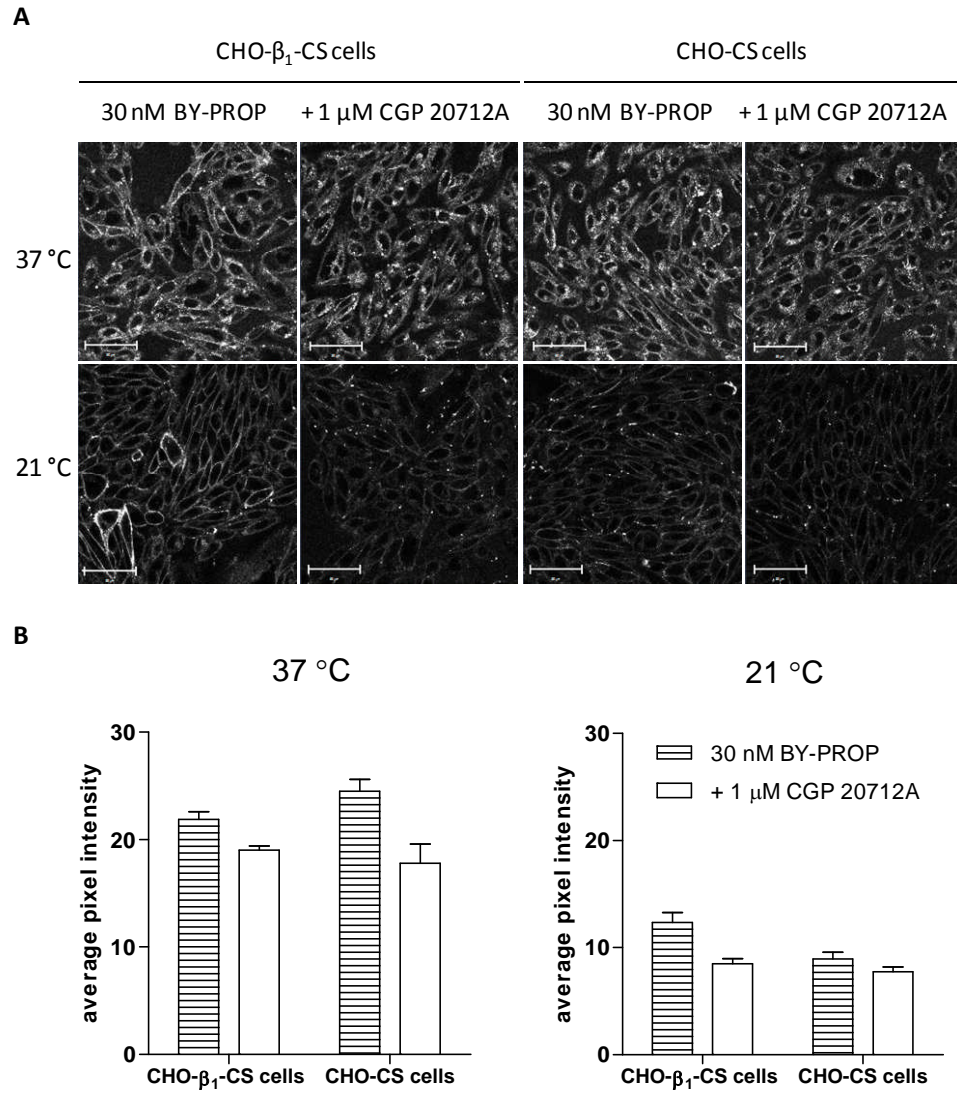 A
CHO-β₁-CS cells CHO-CS cells
30 nM BY-PROP + 1 μM CGP 20712A 30 nM BY-PROP + 1 μM CGP 20712A
37 °C
21 °C
B
37 °C 21 °C
30 30
20 20
10 10
0 0
average pixel intensity average pixel intensity
30 nM BY-PROP
+ 1 μM CGP 20712A
CHO-β₁-CS cells CHO-CS cells CHO-β₁-CS cells CHO-CS cells